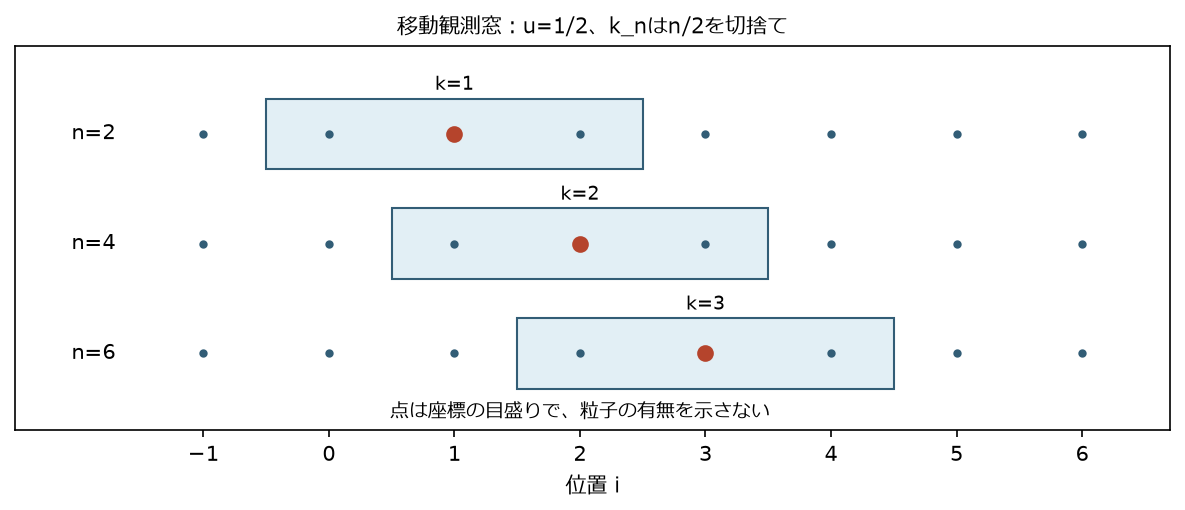 移動観測窓：u=1/2、k_nはn/2を切捨て
k=1
n=2
k=2
n=4
k=3
n=6
点は座標の目盛りで、粒子の有無を示さない
−1 0 1 2 3 4 5 6
位置 i